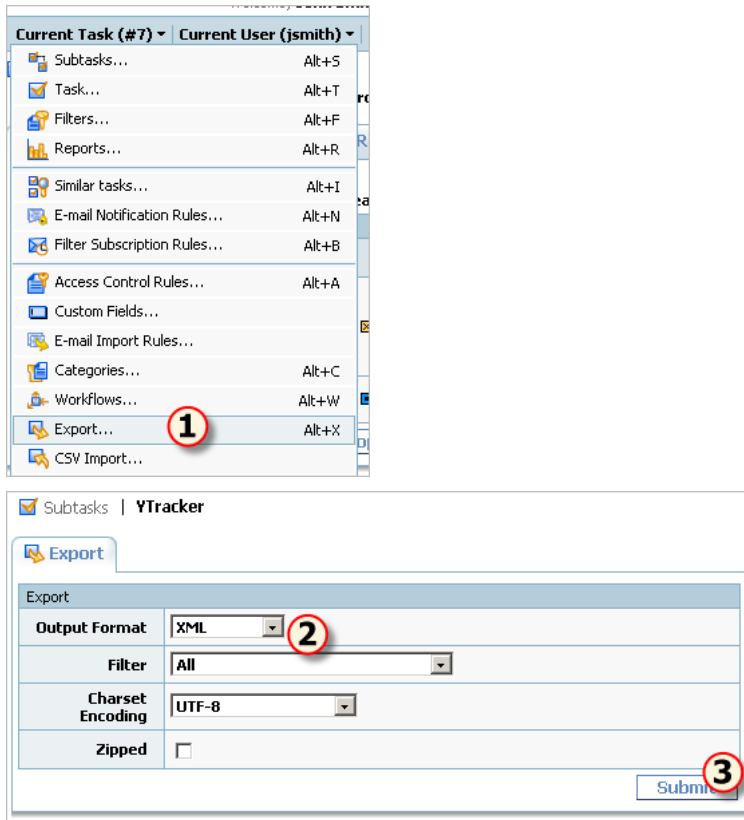 Current Task (#7) Current User (jsmith)
Subtasks... Alt+S
Task... Alt+T
Filters... Alt+F
Reports... Alt+R
Similar tasks... Alt+I
E-mail Notification Rules... Alt+N
Filter Subscription Rules... Alt+B
Access Control Rules... Alt+A
Custom Fields...
E-mail Import Rules...
Categories... Alt+C
Workflows... Alt+W
Export... 1 Alt+X
CSV Import...
Subtasks | YTracker
Export
Export
Output Format XML 2
Filter All
Charset Encoding UTF-8
Zipped
3